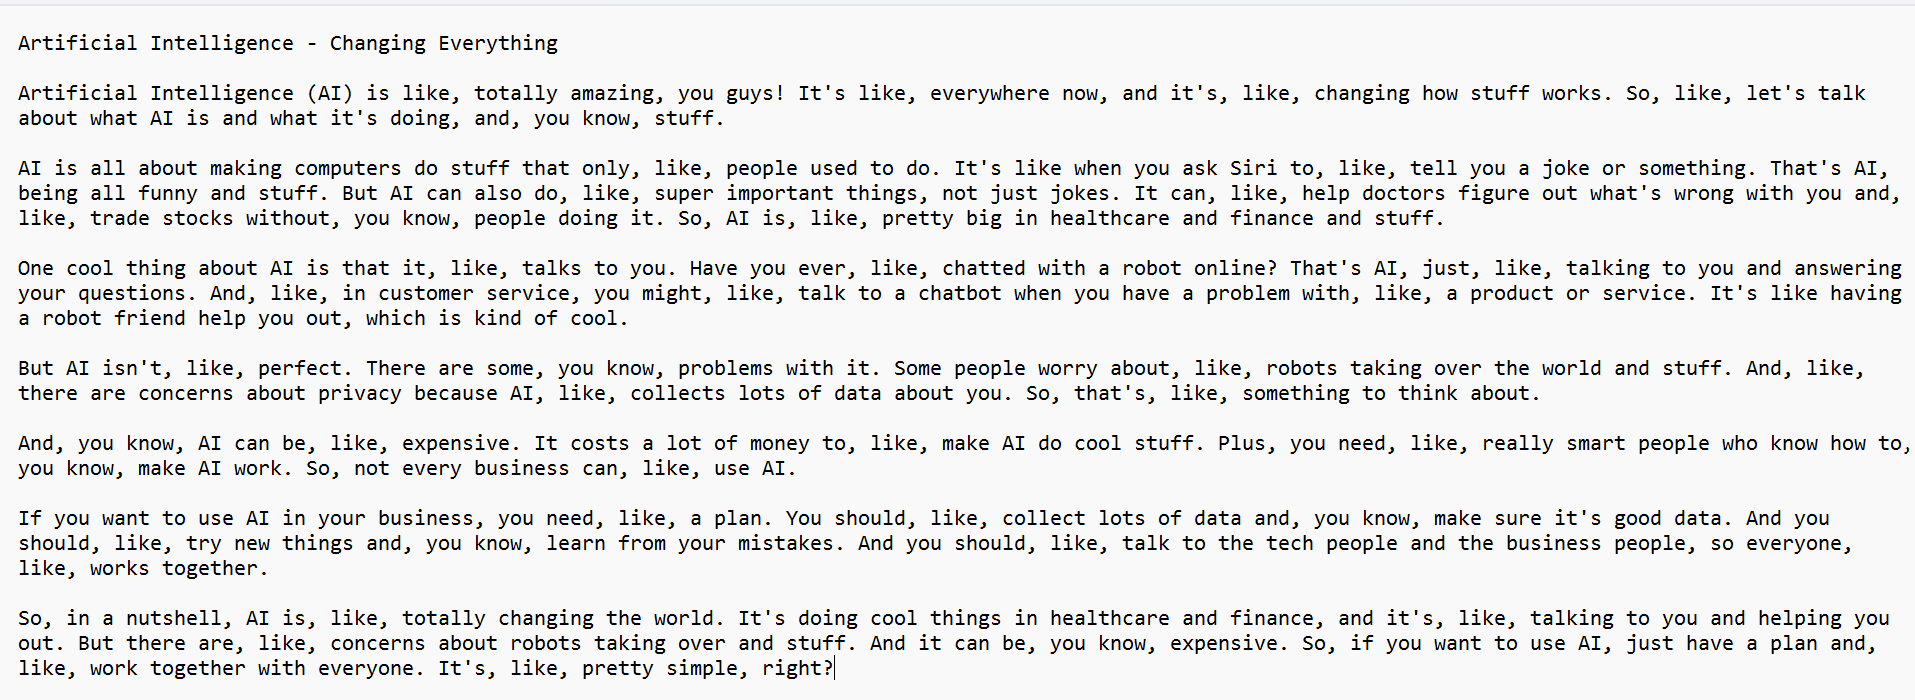 Artificial Intelligence - Changing Everything
Artificial Intelligence (AI) is like, totally amazing, you guys! It's like, everywhere now, and it's, like, changing how stuff works. So, like, let's talk
about what AI is and what it's doing, and, you know, stuff.
AI is all about making computers do stuff that only, like, people used to do. It's like when you ask Siri to, like, tell you a joke or something. That's AI,
being all funny and stuff. But AI can also do, like, super important things, not just jokes. It can, like, help doctors figure out what's wrong with you and,
like, trade stocks without, you know, people doing it. So, AI is, like, pretty big in healthcare and finance and stuff.
One cool thing about AI is that it, like, talks to you. Have you ever, like, chatted with a robot online? That's AI, just, like, talking to you and answering
your questions. And, like, in customer service, you might, like, talk to a chatbot when you have a problem with, like, a product or service. It's like having
a robot friend help you out, which is kind of cool.
But AI isn't, like, perfect. There are some, you know, problems with it. Some people worry about, like, robots taking over the world and stuff. And, like,
there are concerns about privacy because AI, like, collects lots of data about you. So, that's, like, something to think about.
And, you know, AI can be, like, expensive. It costs a lot of money to, like, make AI do cool stuff. Plus, you need, like, really smart people who know how to,
you know, make AI work. So, not every business can, like, use AI.
If you want to use AI in your business, you need, like, a plan. You should, like, collect lots of data and, you know, make sure it's good data. And you
should, like, try new things and, you know, learn from your mistakes. And you should, like, talk to the tech people and the business people, so everyone,
like, works together.
So, in a nutshell, AI is, like, totally changing the world. It's doing cool things in healthcare and finance, and it's, like, talking to you and helping you
out. But there are, like, concerns about robots taking over and stuff. And it can be, you know, expensive. So, if you want to use AI, just have a plan and,
like, work together with everyone. It's, like, pretty simple, right?